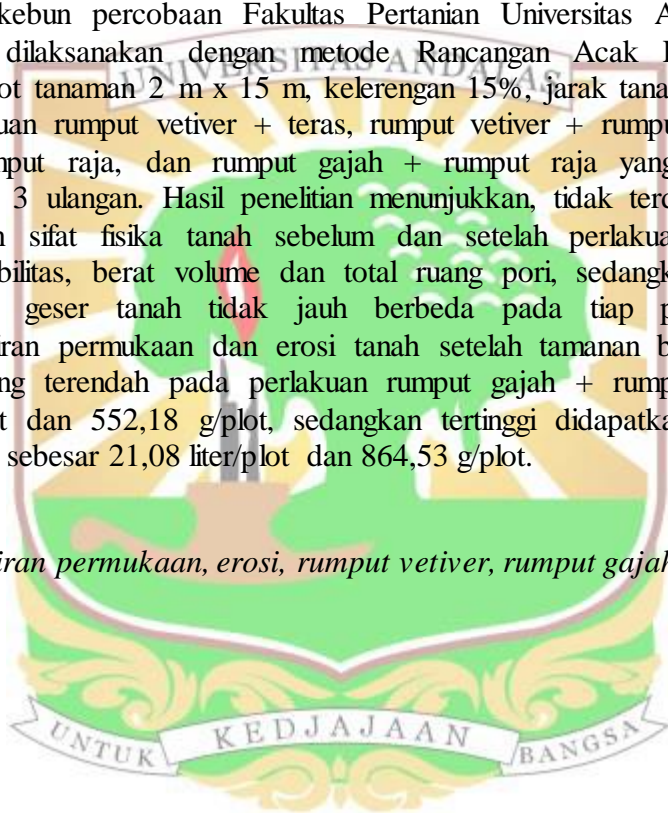 kebun percobaan Fakultas Pertanian Universitas A
dilaksanakan dengan metode Rancangan Acak
ot tanaman 2 m x 15 m, kelerengan 15%, jarak tana
uan rumput vetiver + teras, rumput vetiver + rumpu
mput raja, dan rumput gajah + rumput raja yang
3 ulangan. Hasil penelitian menunjukkan, tidak terd
n sifat fisika tanah sebelum dan setelah perlakua
bilitas, berat volume dan total ruang pori, sedangk
geser tanah tidak jauh berbeda pada tiap p
iran permukaan dan erosi tanah setelah tamanan b
ng terendah pada perlakuan rumput gajah + rump
t dan 552,18 g/plot, sedangkan tertinggi didapatka
sebesar 21,08 liter/plot dan 864,53 g/plot.
iran permukaan, erosi, rumput vetiver, rumput gajah
UNIVERSITAS ANDALAS
UNTUK KEDJAJAAN BANGSA